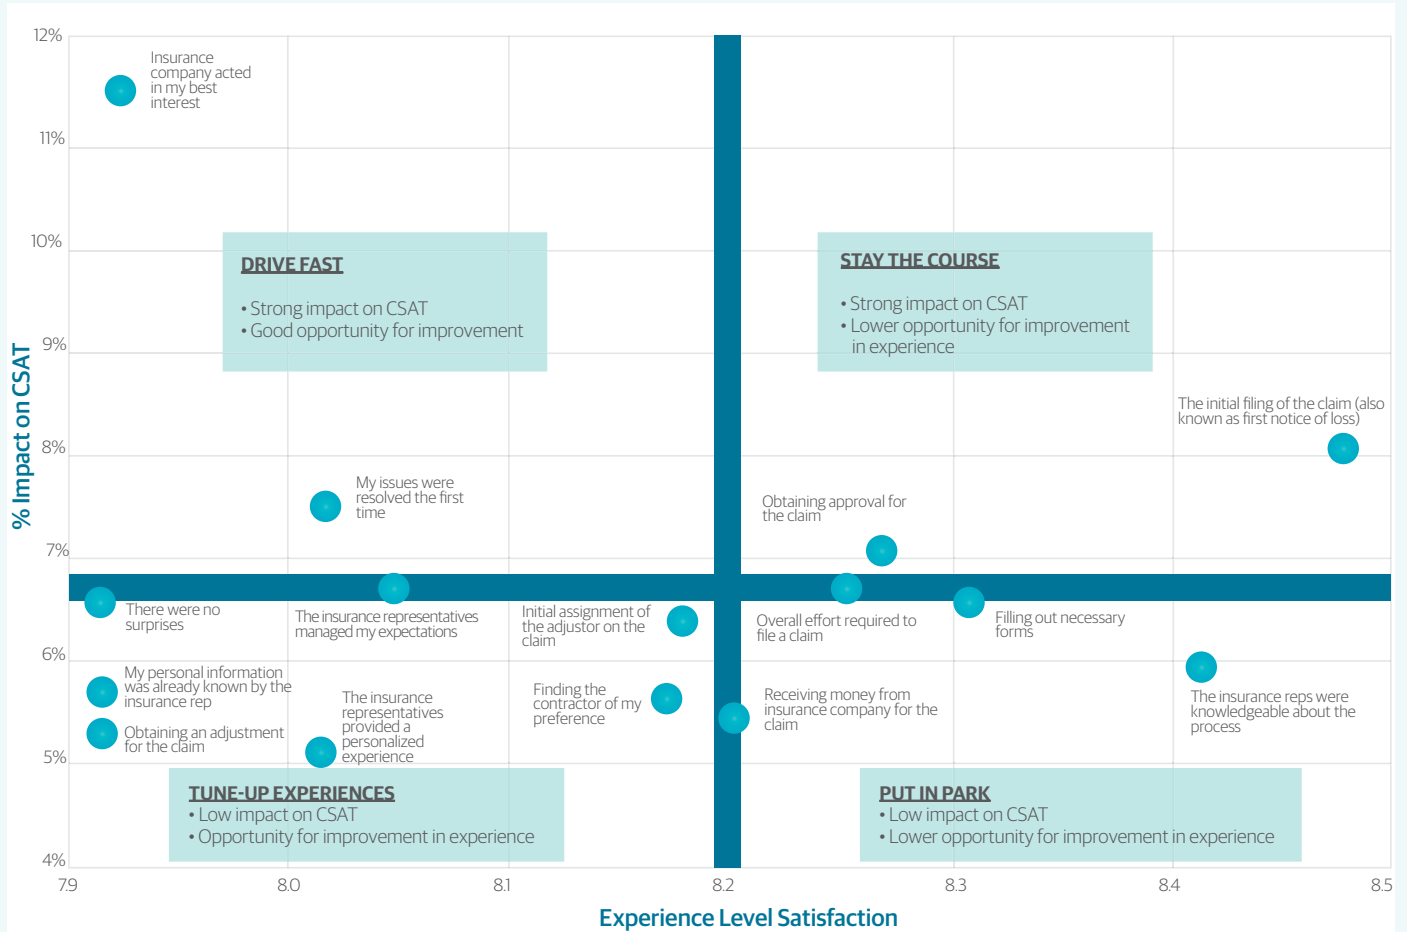 12%
Insurance
company acted
in my best
interest
11%
10%
DRIVE FAST
• Strong impact on CSAT
• Good opportunity for improvement
STAY THE COURSE
• Strong impact on CSAT
• Lower opportunity for improvement
in experience
9%
% Impact on CSAT
The initial filing of the claim (also
known as first notice of loss)
8%
My issues were
resolved the first
time
Obtaining approval for
the claim
7%
There were no
surprises
The insurance representatives
managed my expectations
Initial assignment of
the adjustor on the
claim
Overall effort required to
file a claim
Filling out necessary
forms
6%
My personal information
was already known by the
insurance rep
Obtaining an adjustment
for the claim
The insurance
representatives
provided a
personalized
experience
Finding the
contractor of my
preference
Receiving money from
insurance company for the
claim
The insurance reps were
knowledgeable about the
process
5%
TUNE-UP EXPERIENCES
• Low impact on CSAT
• Opportunity for improvement in experience
PUT IN PARK
• Low impact on CSAT
• Lower opportunity for improvement in experience
4%
7.9
8.0
8.1
8.2
8.3
8.4
8.5
Experience Level Satisfaction